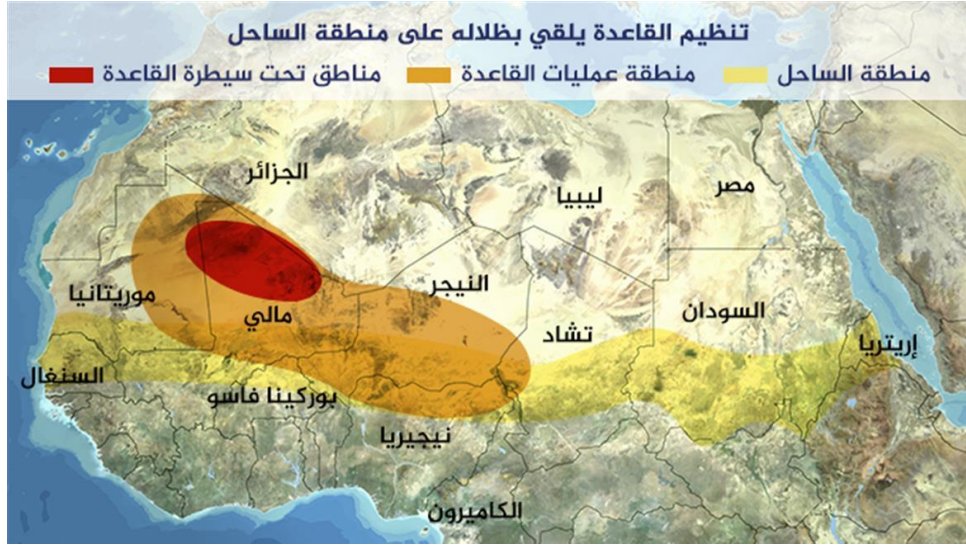 تنظيم القاعدة يلقي بظلاله على منطقة الساحل
منطقة الساحل منطقة عمليات القاعدة مناطق تحت سيطرة القاعدة
الجزائر
ليبيا
مصر
موريتانيا
مالي
النيجر
تشاد
السودان
إريتريا
السنغال
بوركينا فاسو
نيجيريا
الكاميرون